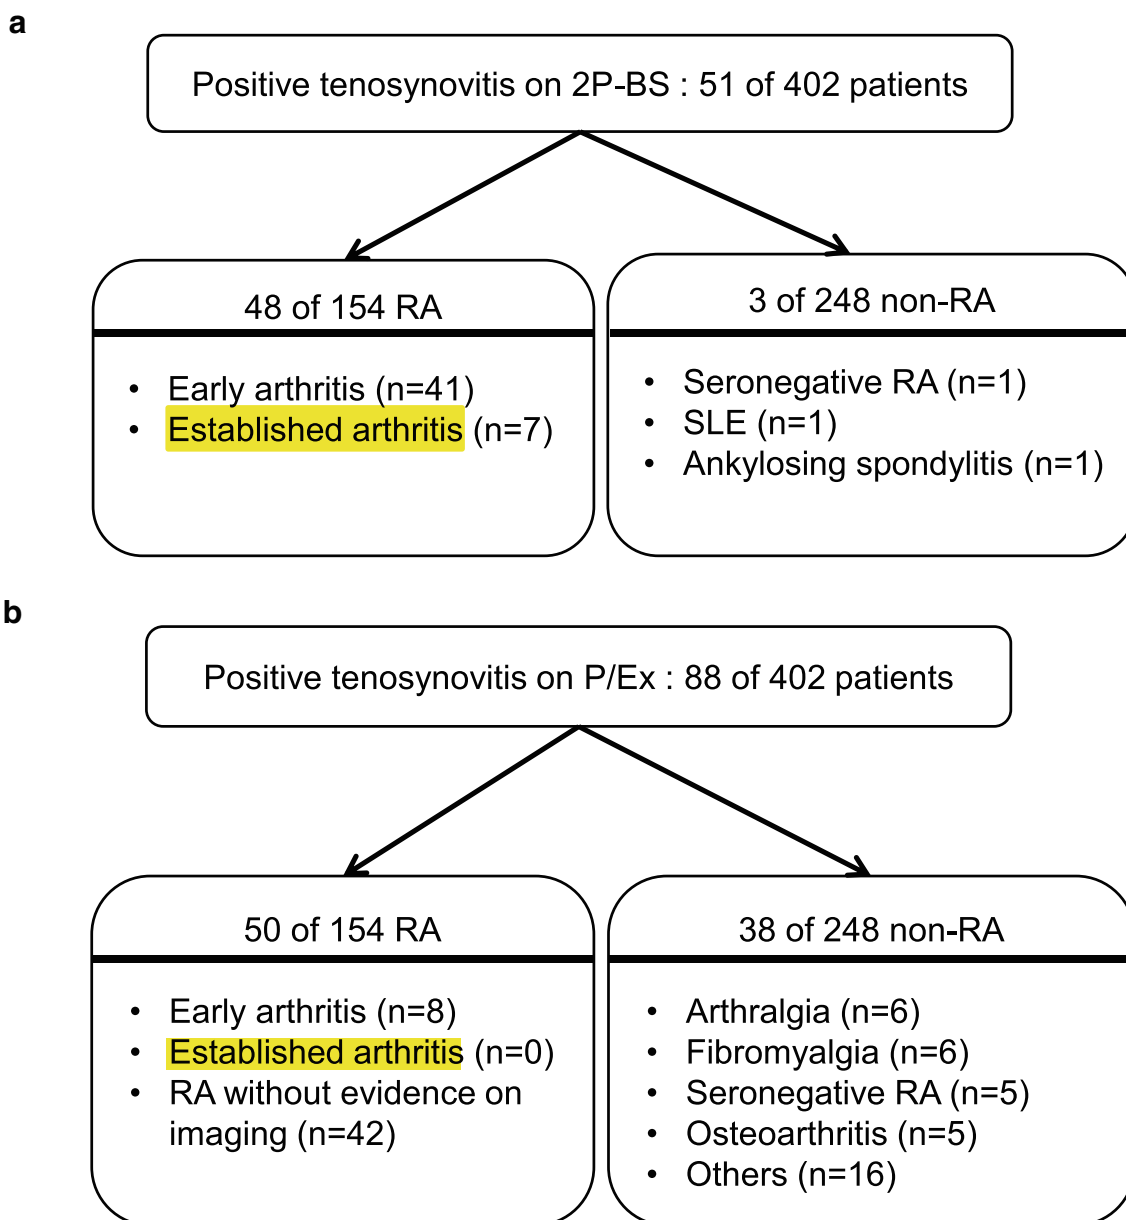 a
Positive tenosynovitis on 2P-BS : 51 of 402 patients
48 of 154 RA
• Early arthritis (n=41)
• Established arthritis (n=7)
3 of 248 non-RA
• Seronegative RA (n=1)
• SLE (n=1)
• Ankylosing spondylitis (n=1)
b
Positive tenosynovitis on P/Ex : 88 of 402 patients
50 of 154 RA
• Early arthritis (n=8)
• Established arthritis (n=0)
• RA without evidence on
imaging (n=42)
38 of 248 non-RA
• Arthralgia (n=6)
• Fibromyalgia (n=6)
• Seronegative RA (n=5)
• Osteoarthritis (n=5)
• Others (n=16)